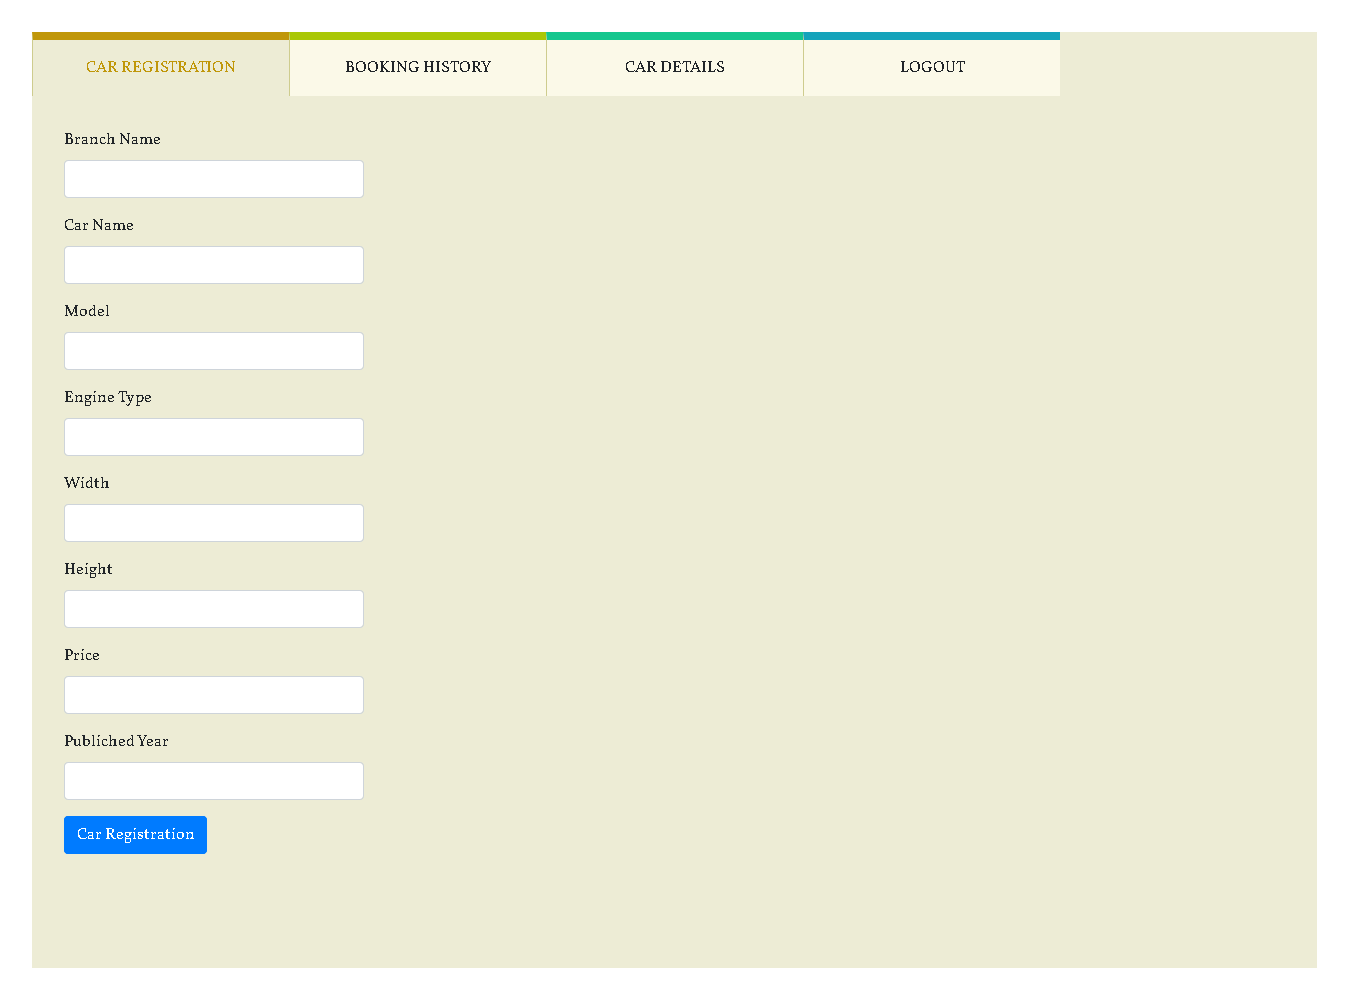 CAR REGISTRATION BOOKING HISTORY CAR DETAILS LOGOUT
Branch Name
Car Name
Model
Engine Type
Width
Height
Price
Publiched Year
Car Registration